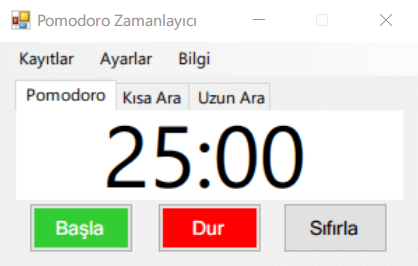 Pomodoro Zamanlayıcı
Kayıtlar Ayarlar Bilgi
Pomodoro Kısa Ara Uzun Ara
25:00
Başla Dur Sıfırla